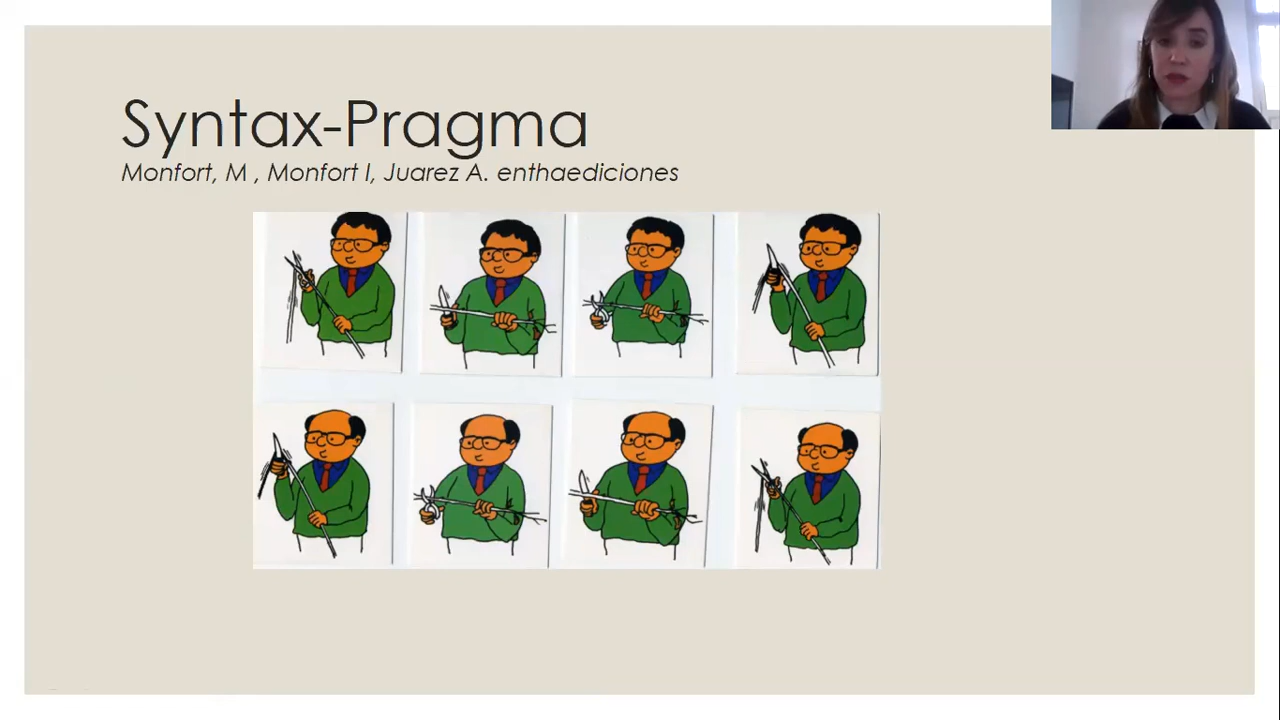 Syntax-Pragma
Monfort, M , Monfort I, Juarez A. enthaediciones